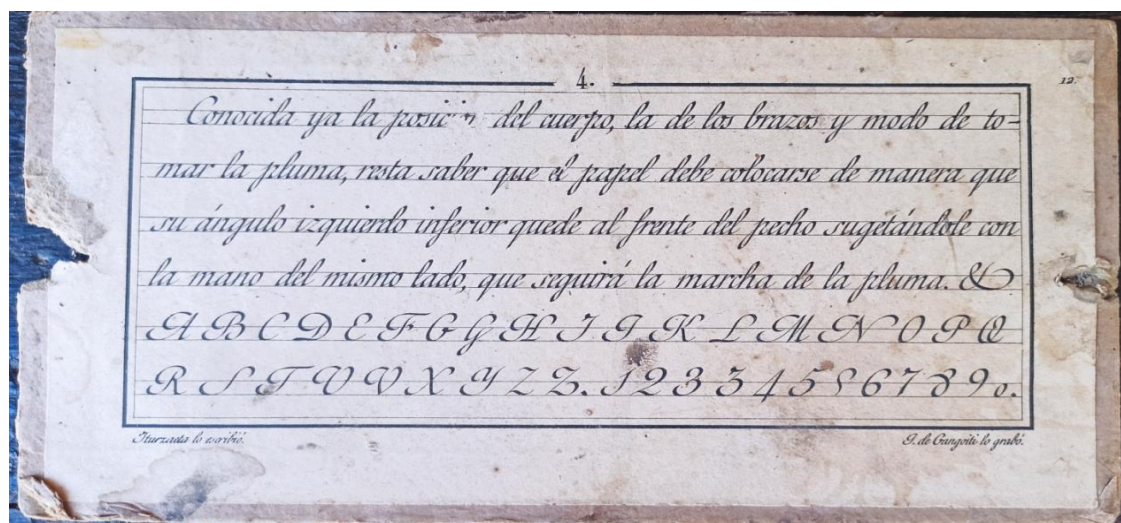 4.
12.
Conocida ya la posición del cuerpo, la de los brazos y modo de to-
mar la pluma, resta saber que el papel debe colocarse de manera que
su ángulo izquierdo inferior quede al frente del pecho sugetándole con
la mano del mismo lado, que seguirá la marcha de la pluma. &
A B C D E F G G H I J K L M N O P Q
R S T U V X Y Z Z. 1 2 3 3 4 5 5 6 7 8 9 0.
Iturzaeta lo escribió.
G. de Gangoiti lo grabó.